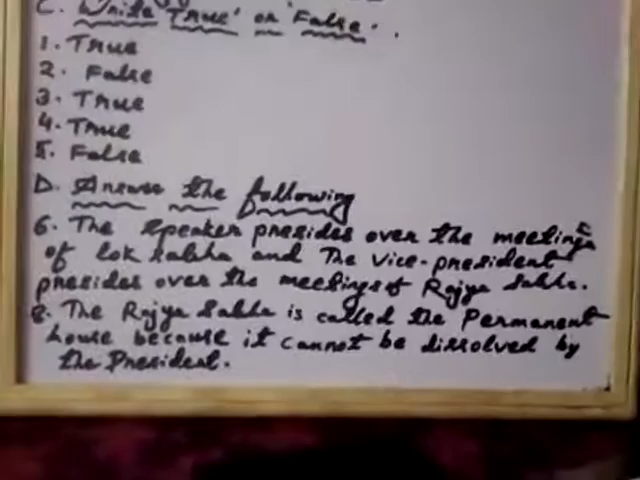 C. Write 'True' or 'False'.
1. True
2. False
3. True
4. True
5. False
D. Answer the following
6. The Speaker presides over the meetings
of Lok Sabha and The Vice-president
presides over the meetings of Rajya Sabha.
8. The Rajya Sabha is called the Permanent
house because it cannot be dissolved by
the President.